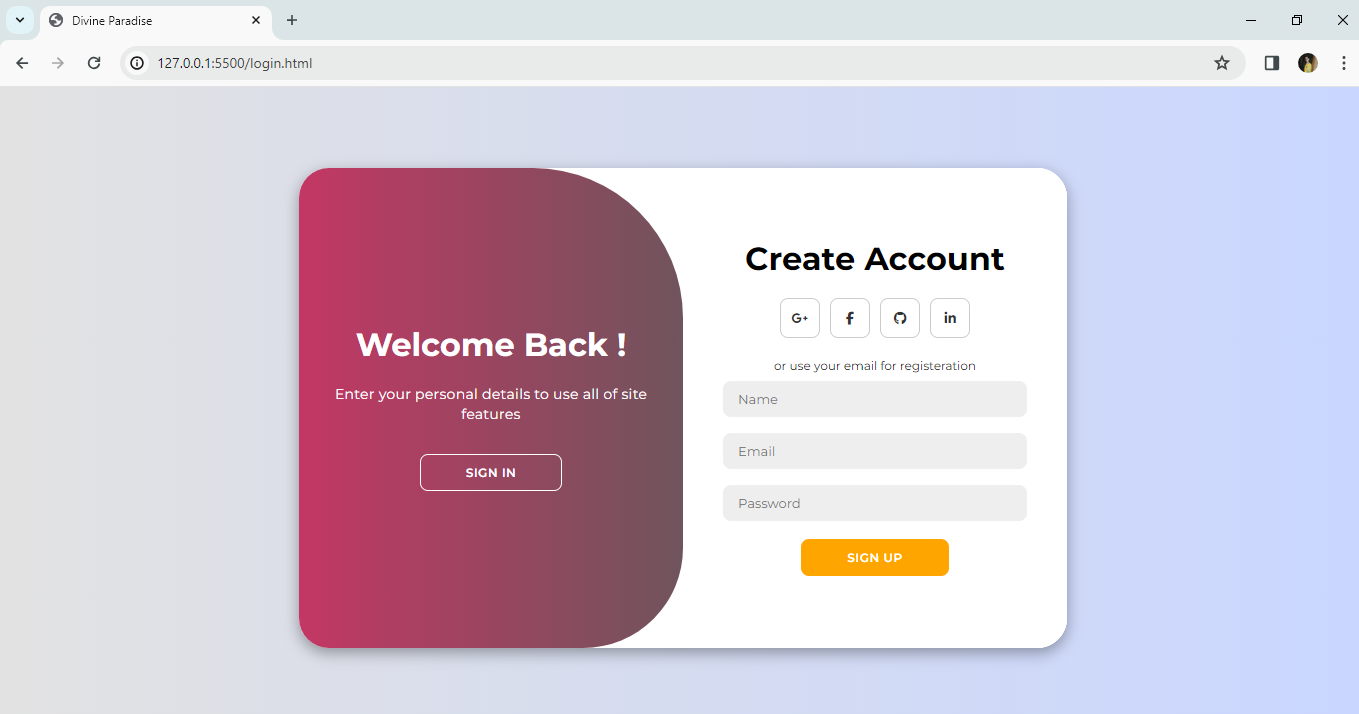 Divine Paradise
127.0.0.1:5500/login.html
Welcome Back !
Enter your personal details to use all of site
features
SIGN IN
Create Account
G+
f
in
or use your email for registeration
Name
Email
Password
SIGN UP